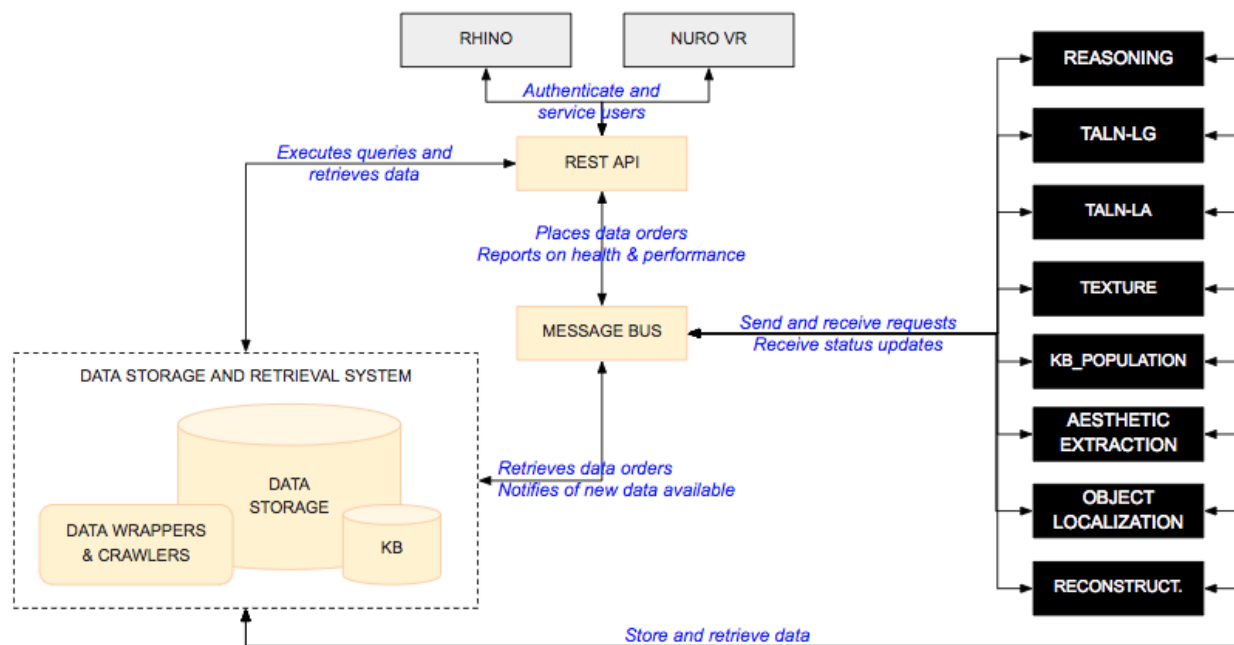 RHINO
NURO VR
Authenticate and
service users
REST API
Executes queries and
retrieves data
Places data orders
Reports on health & performance
MESSAGE BUS
Send and receive requests
Receive status updates
DATA STORAGE AND RETRIEVAL SYSTEM
DATA
STORAGE
DATA WRAPPERS
& CRAWLERS
KB
Retrieves data orders
Notifies of new data available
REASONING
TALN-LG
TALN-LA
TEXTURE
KB_POPULATION
AESTHETIC
EXTRACTION
OBJECT
LOCALIZATION
RECONSTRUCT.
Store and retrieve data